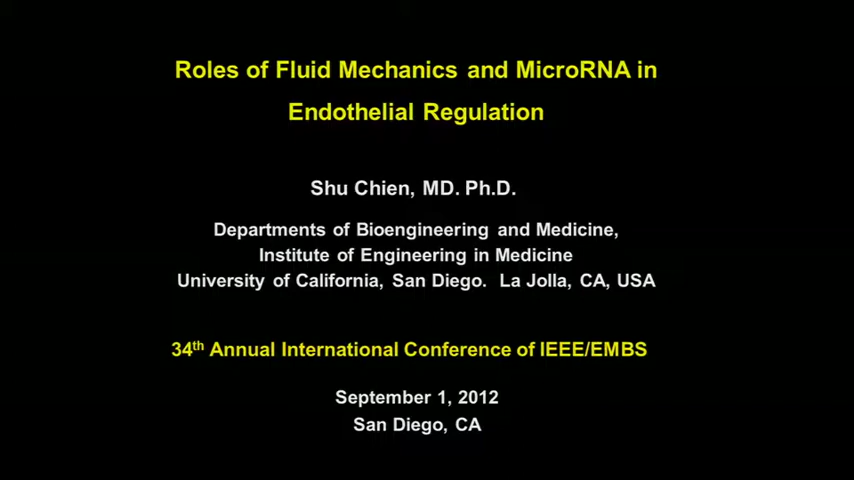 Roles of Fluid Mechanics and MicroRNA in
Endothelial Regulation
Shu Chien, MD. Ph.D.
Departments of Bioengineering and Medicine,
Institute of Engineering in Medicine
University of California, San Diego. La Jolla, CA, USA
34th Annual International Conference of IEEE/EMBS
September 1, 2012
San Diego, CA